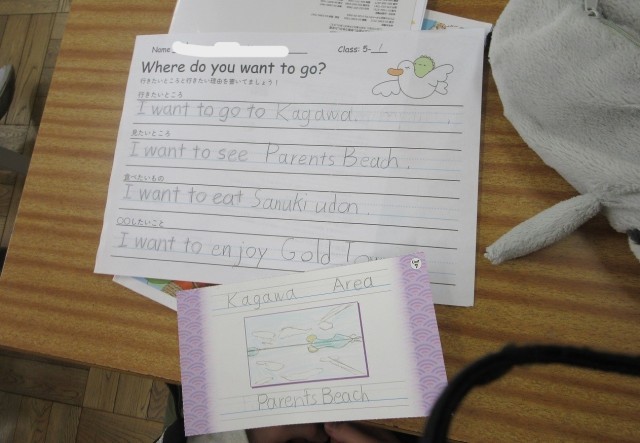 Name
Class: 5-1
Where do you want to go?
行きたいところと行きたい理由を書いてみましょう！
行きたいところ
I want to go to Kagawa.
見たいところ
I want to see Parents Beach.
食べたいもの
I want to eat Sanuki udon.
〇〇したいこと
I want to enjoy Gold
Kagawa Area
Parents Beach